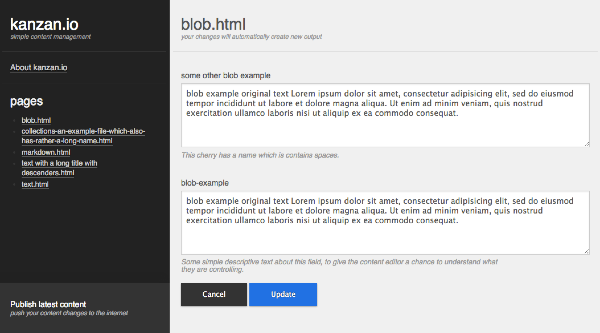 kanzan.io
simple content management
About kanzan.io
pages
blob.html
collections-an-example-file-which-also-
has-rather-a-long-name.html
markdown.html
text with a long title with
descenders.html
text.html
Publish latest content
push your content changes to the internet
blob.html
your changes will automatically create new output
some other blob example
blob example original text Lorem ipsum dolor sit amet, consectetur adipisicing elit, sed do eiusmod
tempor incididunt ut labore et dolore magna aliqua. Ut enim ad minim veniam, quis nostrud
exercitation ullamco laboris nisi ut aliquip ex ea commodo consequat.
This cherry has a name which is contains spaces.
blob-example
blob example original text Lorem ipsum dolor sit amet, consectetur adipisicing elit, sed do eiusmod
tempor incididunt ut labore et dolore magna aliqua. Ut enim ad minim veniam, quis nostrud
exercitation ullamco laboris nisi ut aliquip ex ea commodo consequat.
Some simple descriptive text about this field, to give the content editor a chance to understand what
they are controlling.
Cancel
Update